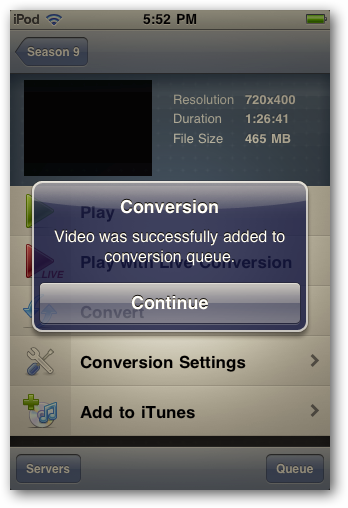 iPod 5:52 PM
Season 9
Resolution 720x400
Duration 1:26:41
File Size 465 MB
Play
Conversion
Video was successfully added to
conversion queue.
Play with Live Conversion
LIVE
Continue
Convert
Conversion Settings
Add to iTunes
Servers Queue